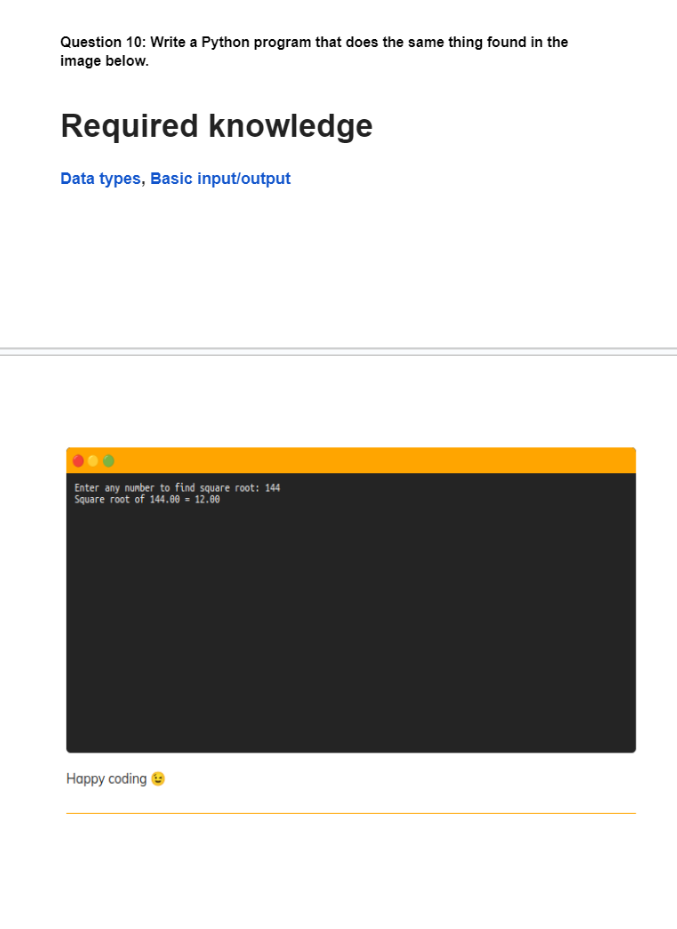 Question 10: Write a Python program that does the same thing found in the
image below.
Required knowledge
Data types, Basic input/output
Enter any number to find square root: 144
Square root of 144.00 = 12.00
Happy coding 😉